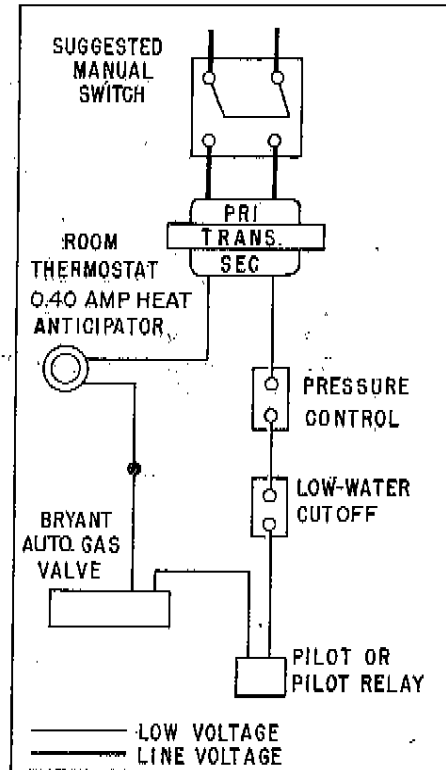 SUGGESTED
MANUAL
SWITCH
PRI
TRANS.
SEC
ROOM
THERMOSTAT
0.40 AMP HEAT
ANTICIPATOR
PRESSURE
CONTROL
LOW-WATER
CUTOFF
BRYANT
AUTO. GAS
VALVE
PILOT OR
PILOT RELAY
LOW VOLTAGE
LINE VOLTAGE